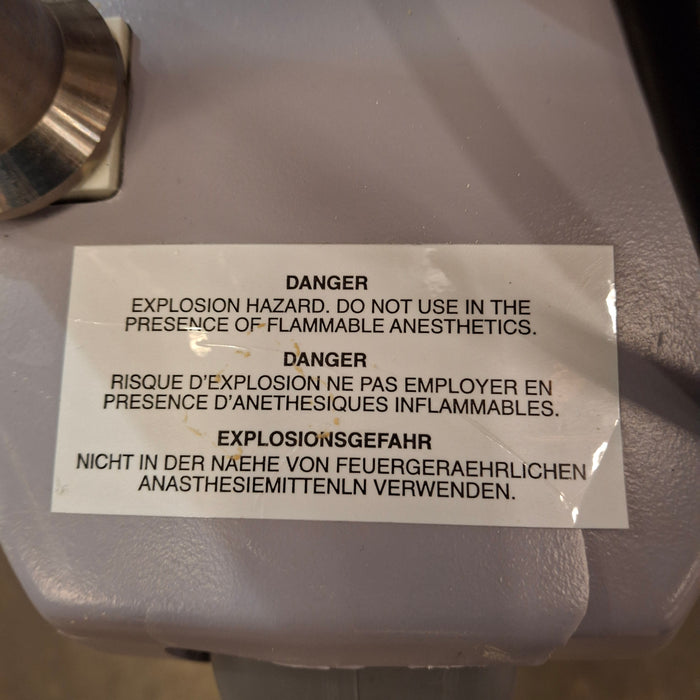 DANGER
EXPLOSION HAZARD. DO NOT USE IN THE
PRESENCE OF FLAMMABLE ANESTHETICS.
DANGER
RISQUE D'EXPLOSION NE PAS EMPLOYER EN
PRESENCE D'ANETHESIQUES INFLAMMABLES.
EXPLOSIONSGEFAHR
NICHT IN DER NAEHE VON FEUERGERAEHRLICHEN
ANASTHESIEMITTENLN VERWENDEN.